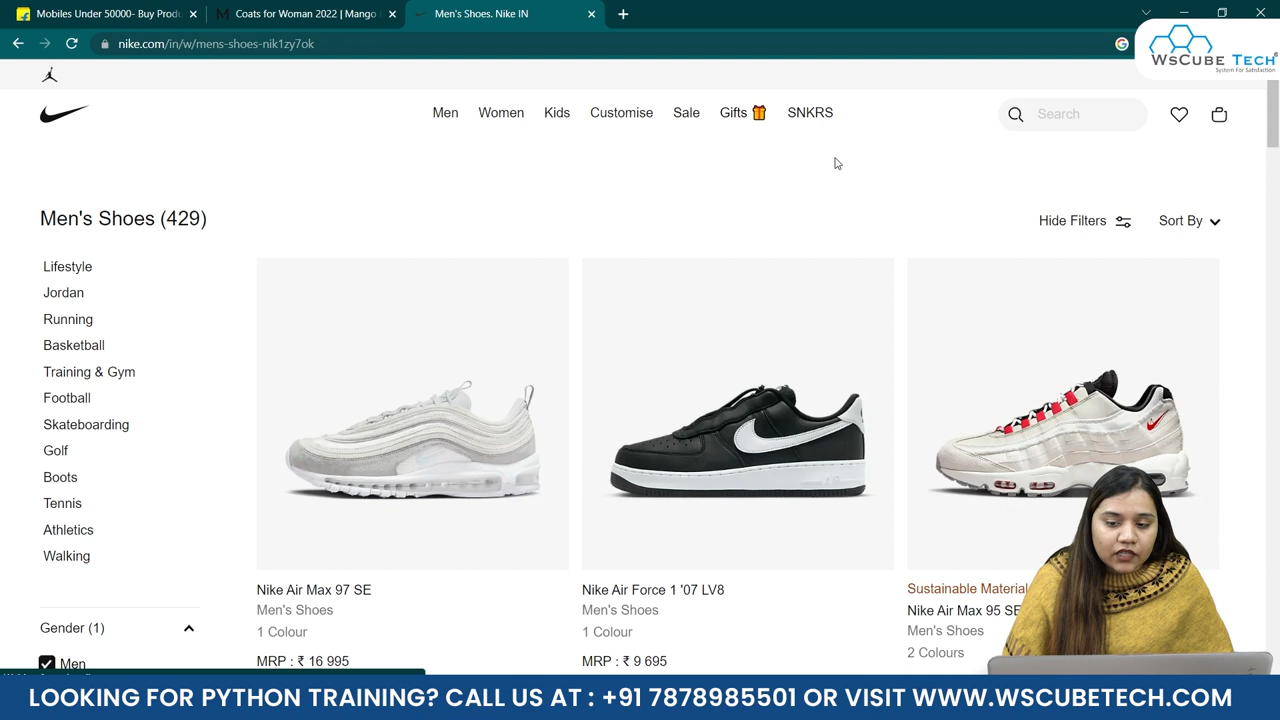 Mobiles Under 50000- Buy Produ
Coats for Woman 2022 | Mango
Men's Shoes. Nike IN
nike.com/in/w/mens-shoes-nik1zy7ok
WsCube Tech
System For Satisfaction
Men Women Kids Customise Sale Gifts SNKRS
Search
Men's Shoes (429)
Hide Filters
Sort By
Lifestyle
Jordan
Running
Basketball
Training & Gym
Football
Skateboarding
Golf
Boots
Tennis
Athletics
Walking
Gender (1)
Men
Nike Air Max 97 SE
Men's Shoes
1 Colour
MRP : ₹ 16 995
Nike Air Force 1 '07 LV8
Men's Shoes
1 Colour
MRP : ₹ 9 695
Sustainable Material
Nike Air Max 95 SE
Men's Shoes
2 Colours
LOOKING FOR PYTHON TRAINING? CALL US AT : +91 7878985501 OR VISIT WWW.WSCUBETECH.COM